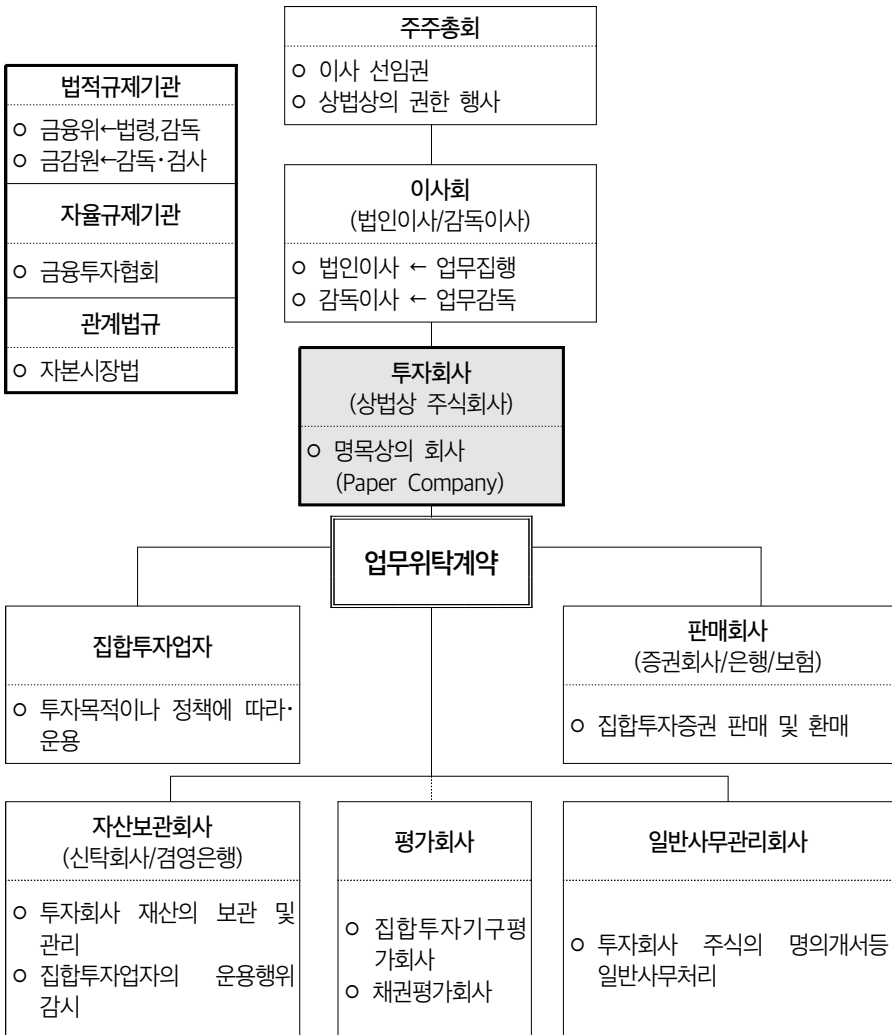 주주총회
ㅇ 이사 선임권
ㅇ 상법상의 권한 행사
법적규제기관
ㅇ 금융위←법령,감독
ㅇ 금감원←감독·검사
자율규제기관
ㅇ 금융투자협회
관계법규
ㅇ 자본시장법
이사회
(법인이사/감독이사)
ㅇ 법인이사 ← 업무집행
ㅇ 감독이사 ← 업무감독
투자회사
(상법상 주식회사)
ㅇ 명목상의 회사
(Paper Company)
업무위탁계약
집합투자업자
ㅇ 투자목적이나 정책에 따라·
운용
판매회사
(증권회사/은행/보험)
ㅇ 집합투자증권 판매 및 환매
자산보관회사
(신탁회사/겸영은행)
ㅇ 투자회사 재산의 보관 및
관리
ㅇ 집합투자업자의 운용행위
감시
평가회사
ㅇ 집합투자기구평
가회사
ㅇ 채권평가회사
일반사무관리회사
ㅇ 투자회사 주식의 명의개서등
일반사무처리